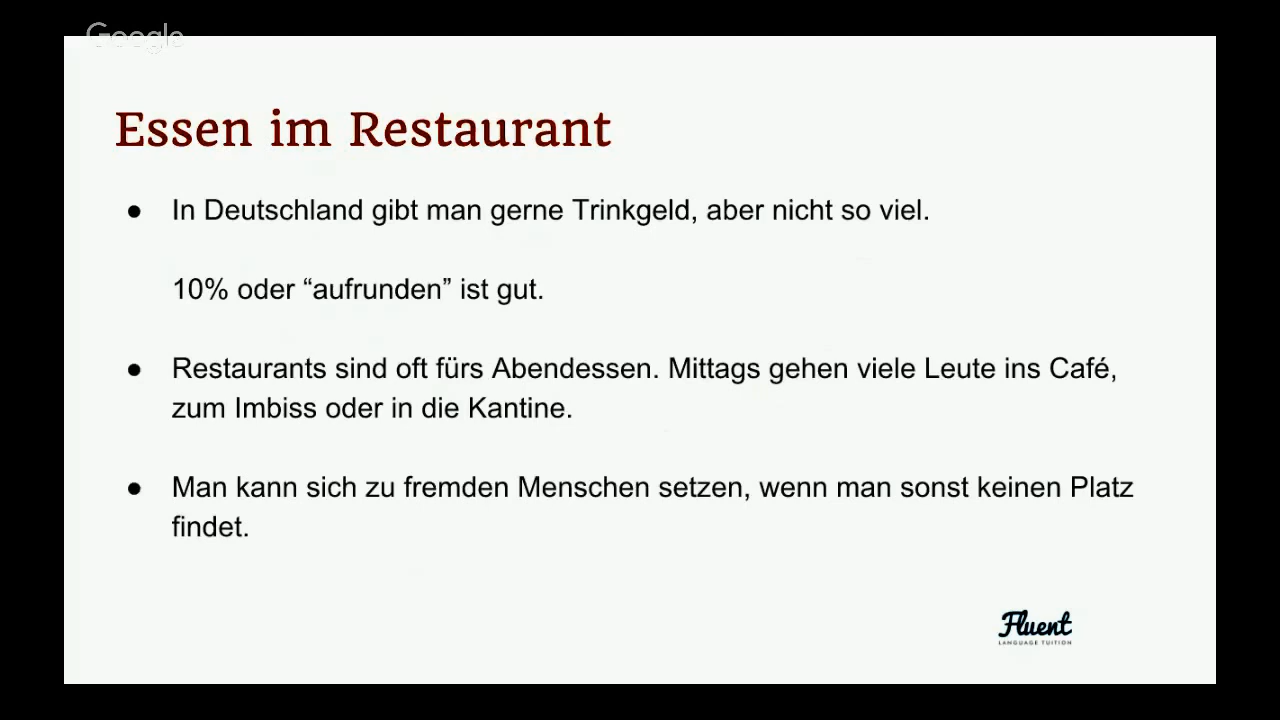 Google
Essen im Restaurant
● In Deutschland gibt man gerne Trinkgeld, aber nicht so viel.
10% oder “aufrunden” ist gut.
● Restaurants sind oft fürs Abendessen. Mittags gehen viele Leute ins Café,
zum Imbiss oder in die Kantine.
● Man kann sich zu fremden Menschen setzen, wenn man sonst keinen Platz
findet.
Fluent
LANGUAGE TUITION